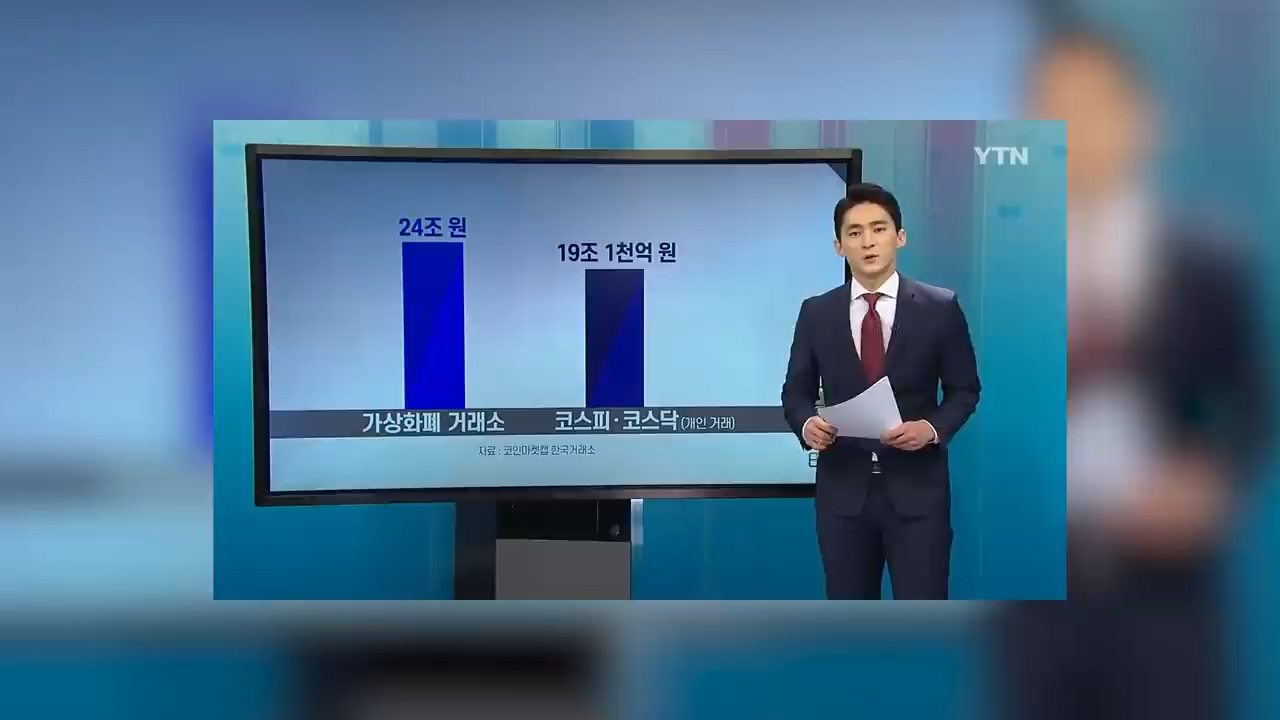 YTN
24조 원
19조 1천억 원
가상화폐 거래소 코스피·코스닥 (개인 거래)
자료 : 코인마켓캡 한국거래소